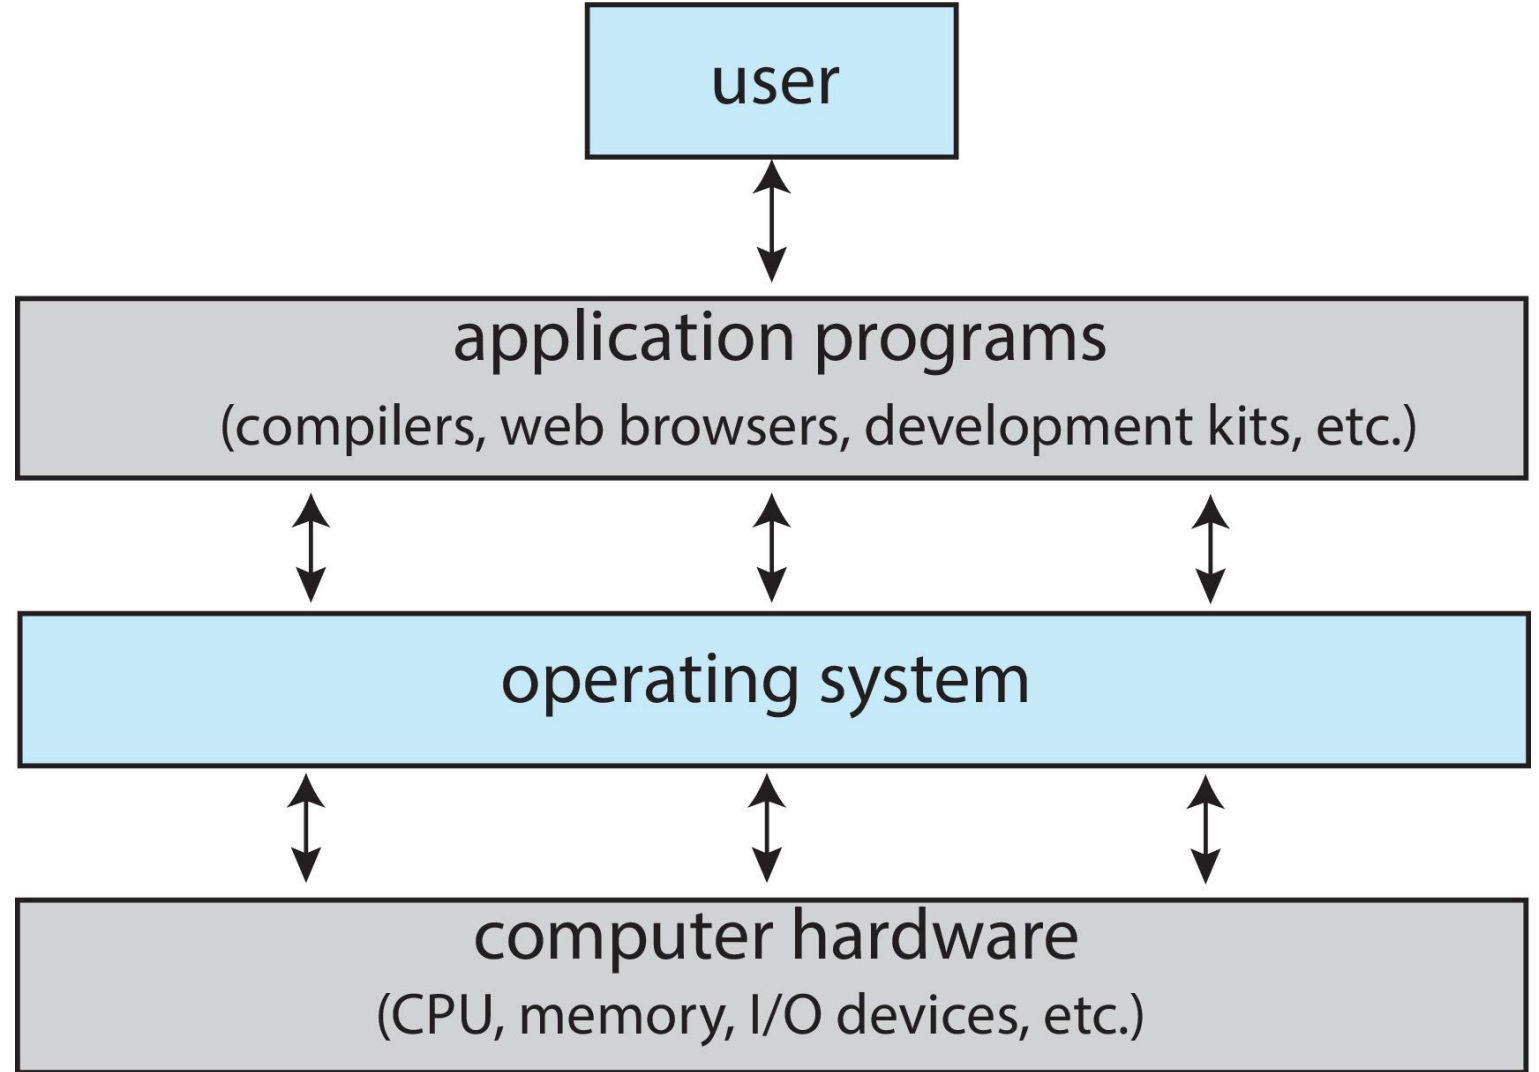 user
application programs
(compilers, web browsers, development kits, etc.)
operating system
computer hardware
(CPU, memory, I/O devices, etc.)